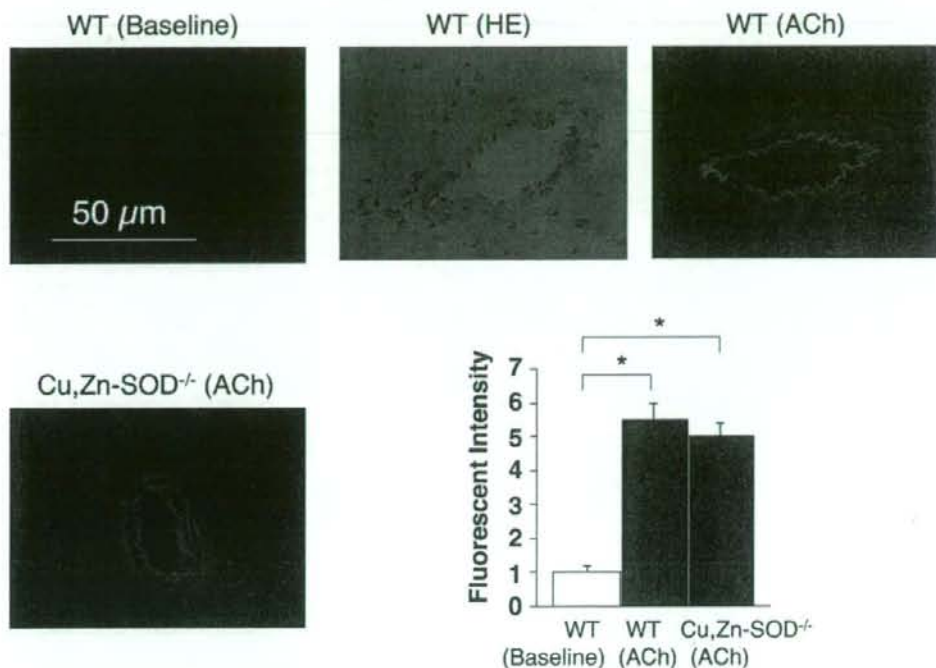 WT (Baseline)
WT (HE)
WT (ACh)
50 μm
Cu,Zn-SOD⁻/⁻ (ACh)
*
*
Fluorescent Intensity
7
6
5
4
3
2
1
0
WT
(Baseline)
WT
(ACh)
Cu,Zn-SOD⁻/⁻
(ACh)